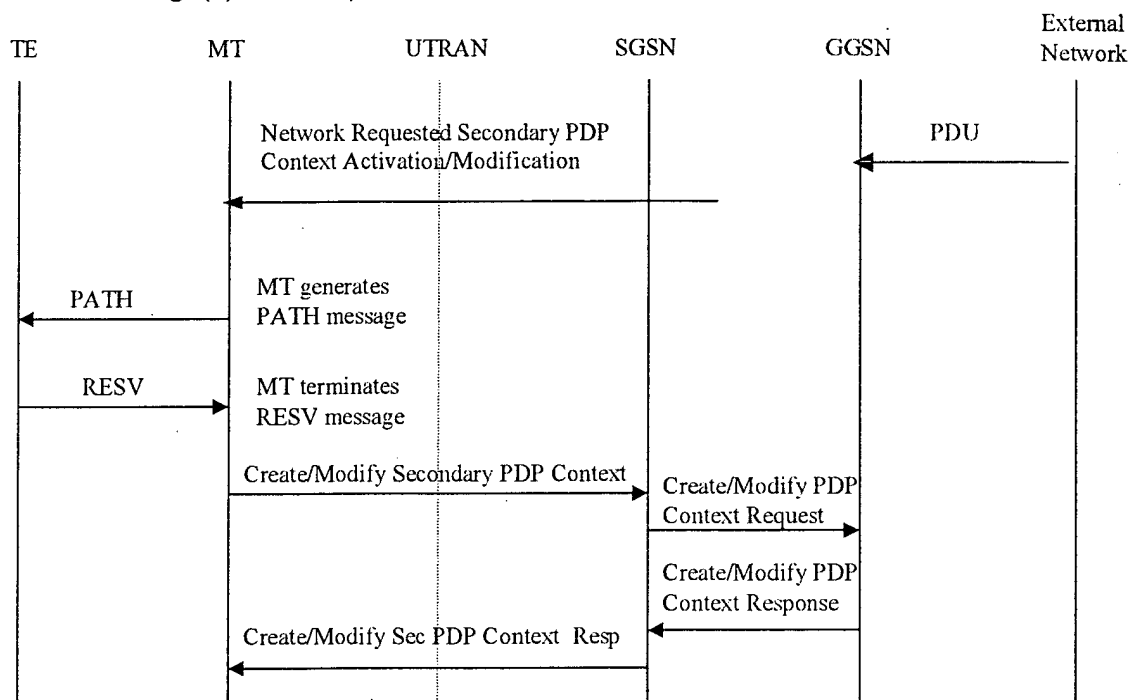 External
TE
MT
UTRAN
SGSN
GGSN
Network
Network Requested Secondary PDP
PDU
Context Activation/Modification
MT generates
PATH
PATH message
RESV
MT terminates
RESV message
Create/Modify Secondary PDP Context
Create/Modify PDP
Context Request
Create/Modify PDP
Context Response
Create/Modify Sec PDP Context Resp